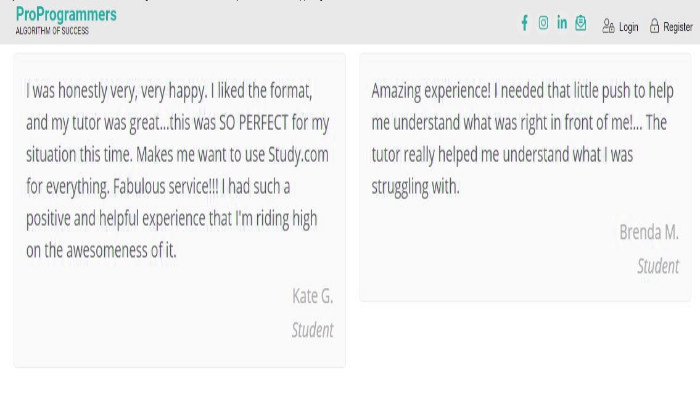 ProProgrammers
ALGORITHM OF SUCCESS
Login
Register
I was honestly very, very happy. I liked the format,
and my tutor was great...this was SO PERFECT for my
situation this time. Makes me want to use Study.com
for everything. Fabulous service!!! I had such a
positive and helpful experience that I'm riding high
on the awesomeness of it.
Kate G.
Student
Amazing experience! I needed that little push to help
me understand what was right in front of me!... The
tutor really helped me understand what I was
struggling with.
Brenda M.
Student